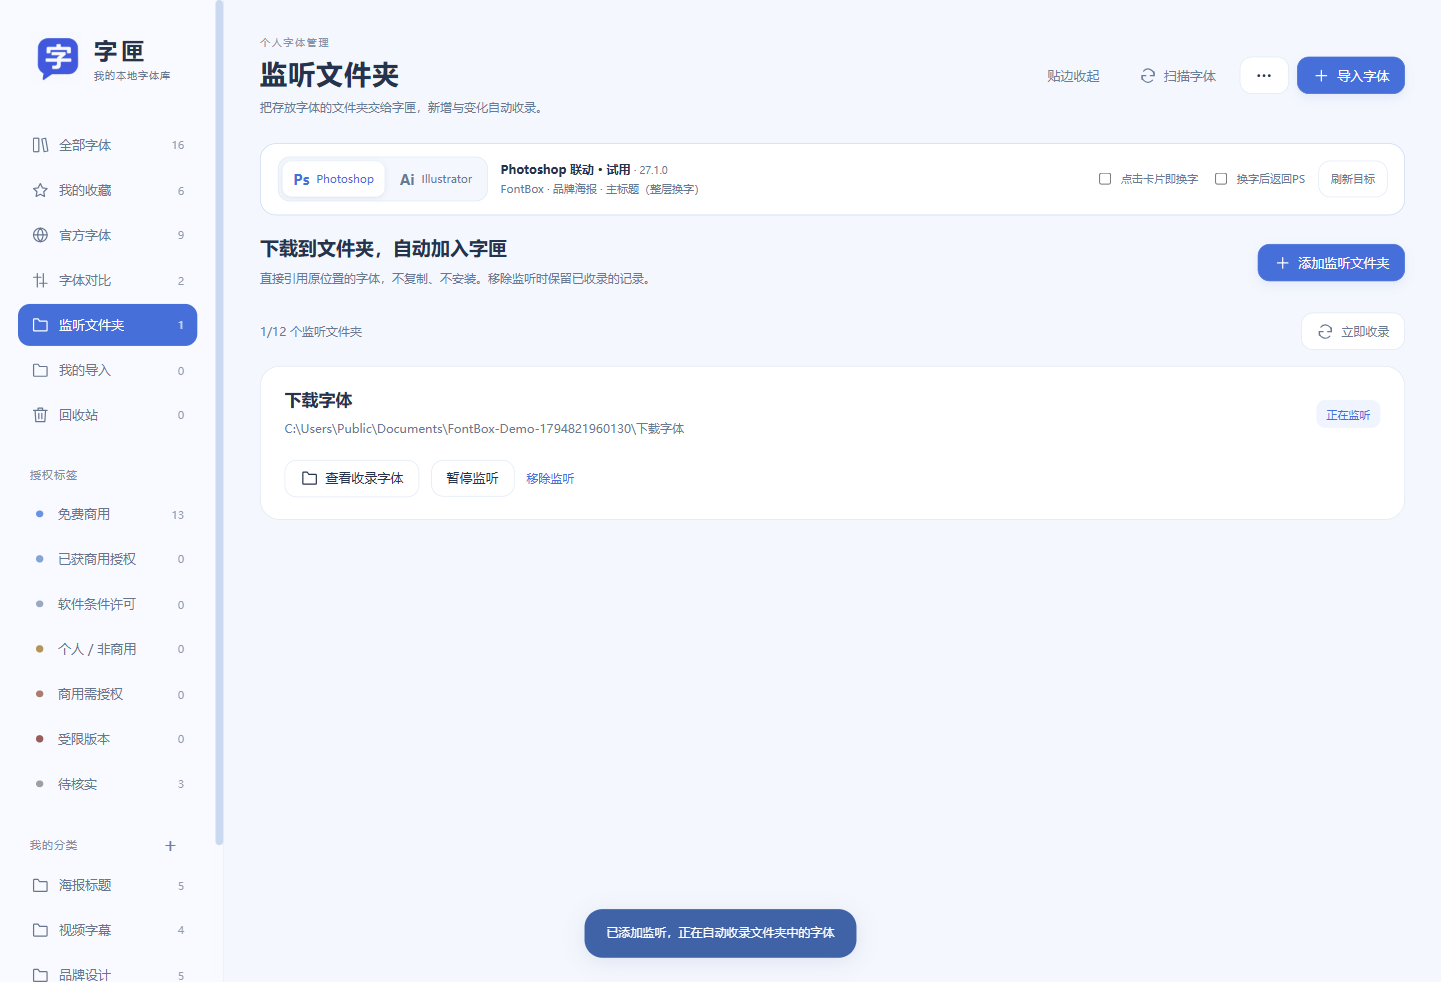 字
字匣
我的本地字体库
全部字体 16
我的收藏 6
官方字体 9
字体对比 2
监听文件夹 1
我的导入 0
回收站 0
授权标签
免费商用 13
已获商用授权 0
软件条件许可 0
个人 / 非商用 0
商用需授权 0
受限版本 0
待核实 3
我的分类 +
海报标题 5
视频字幕 4
品牌设计 5
个人字体管理
监听文件夹
把存放字体的文件夹交给字匣，新增与变化自动收录。
贴边收起
扫描字体
···
+ 导入字体
Ps Photoshop
Ai Illustrator
Photoshop 联动 · 试用 · 27.1.0
FontBox · 品牌海报 · 主标题（整层换字）
点击卡片即换字
换字后返回PS
刷新目标
下载到文件夹，自动加入字匣
直接引用原位置的字体，不复制、不安装。移除监听时保留已收录的记录。
+ 添加监听文件夹
1/12 个监听文件夹
立即收录
下载字体
C:\Users\Public\Documents\FontBox-Demo-1794821960130\下载字体
正在监听
查看收录字体
暂停监听
移除监听
已添加监听，正在自动收录文件夹中的字体